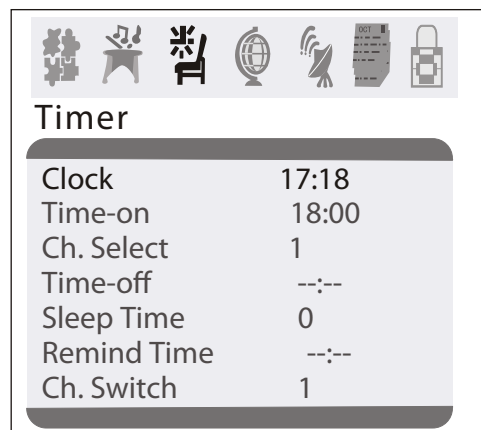 OCT
Timer
Clock 17:18
Time-on 18:00
Ch. Select 1
Time-off --:--
Sleep Time 0
Remind Time --:--
Ch. Switch 1